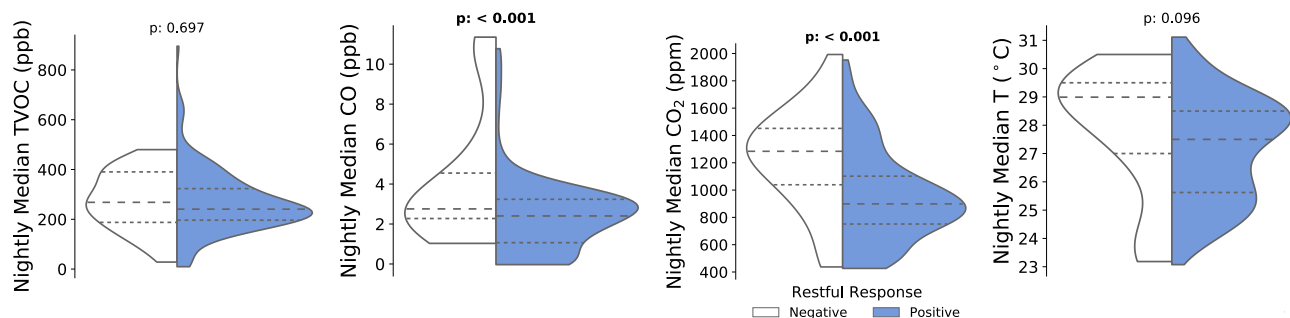 p: 0.697
Nightly Median TVOC (ppb)
800
600
400
200
0
p: < 0.001
Nightly Median CO (ppb)
10
8
6
4
2
0
p: < 0.001
Nightly Median CO₂ (ppm)
2000
1800
1600
1400
1200
1000
800
600
400
p: 0.096
Nightly Median T (°C)
31
30
29
28
27
26
25
24
23
Restful Response
Negative Positive